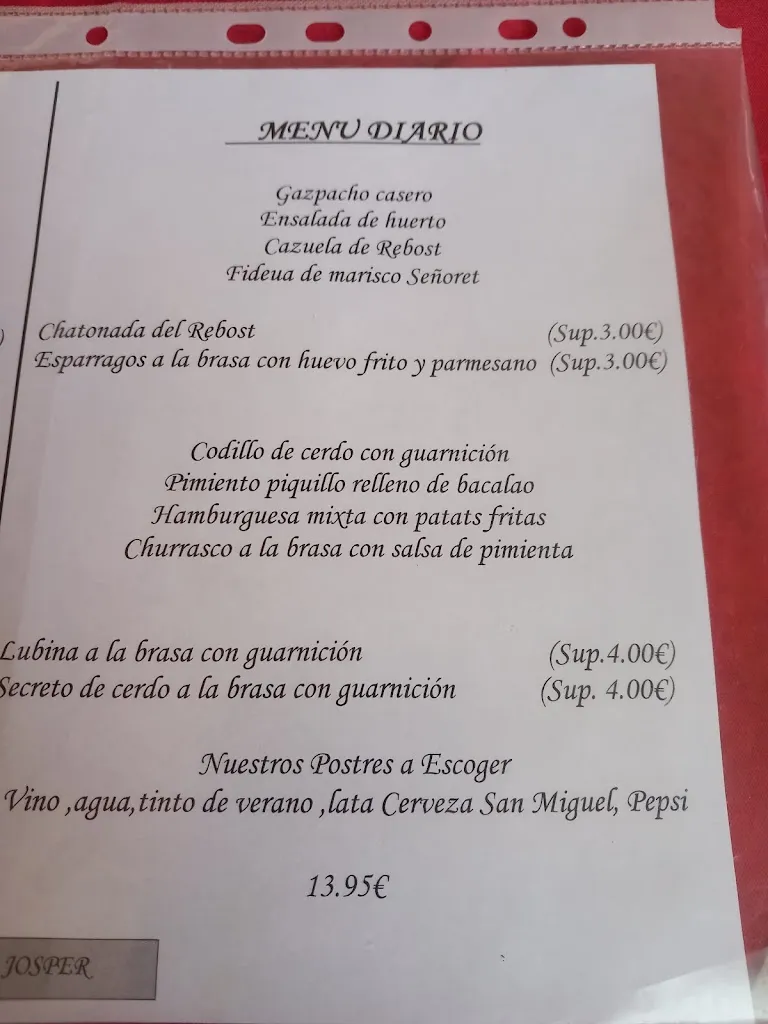 MENU DIARIO
Gazpacho casero
Ensalada de huerto
Cazuela de Rebost
Fideua de marisco Señoret
)
Chatonada del Rebost (Sup.3.00€)
Esparragos a la brasa con huevo frito y parmesano (Sup.3.00€)
Codillo de cerdo con guarnición
Pimiento piquillo relleno de bacalao
Hamburguesa mixta con patats fritas
Churrasco a la brasa con salsa de pimienta
Lubina a la brasa con guarnición (Sup.4.00€)
Secreto de cerdo a la brasa con guarnición (Sup. 4.00€)
Nuestros Postres a Escoger
Vino ,agua,tinto de verano ,lata Cerveza San Miguel, Pepsi
13.95€
JOSPER